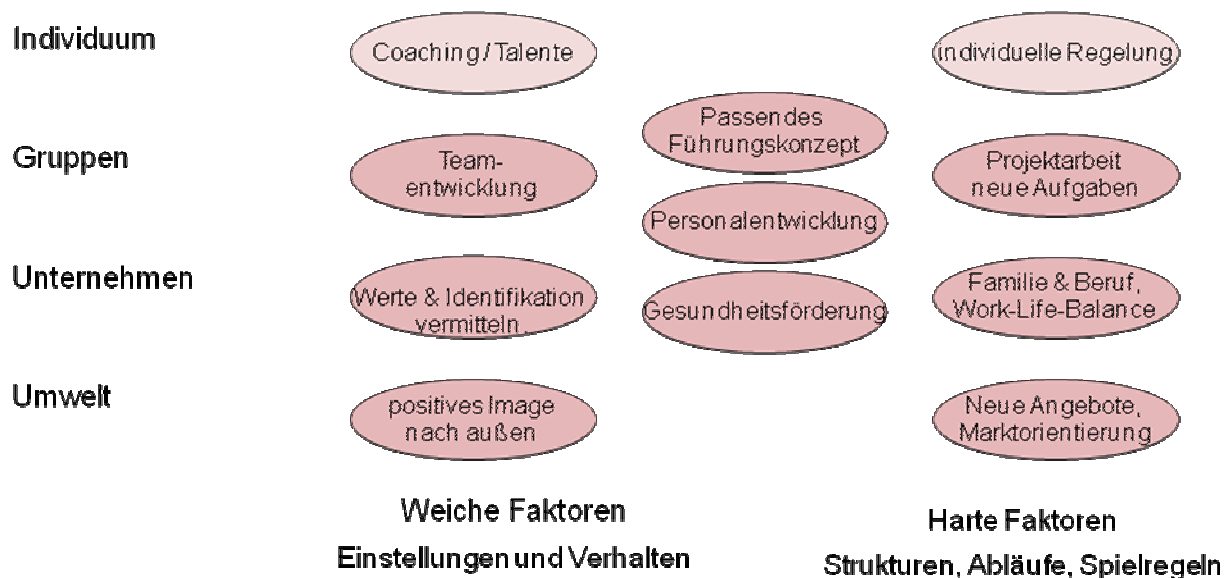 Individuum
Coaching / Talente
individuelle Regelung
Passendes
Führungskonzept
Gruppen
Team-
entwicklung
Projektarbeit
neue Aufgaben
Personalentwicklung
Unternehmen
Werte & Identifikation
vermitteln
Gesundheitsförderung
Familie & Beruf,
Work-Life-Balance
Umwelt
positives Image
nach außen
Neue Angebote,
Marktorientierung
Weiche Faktoren
Einstellungen und Verhalten
Harte Faktoren
Strukturen, Abläufe, Spielregeln